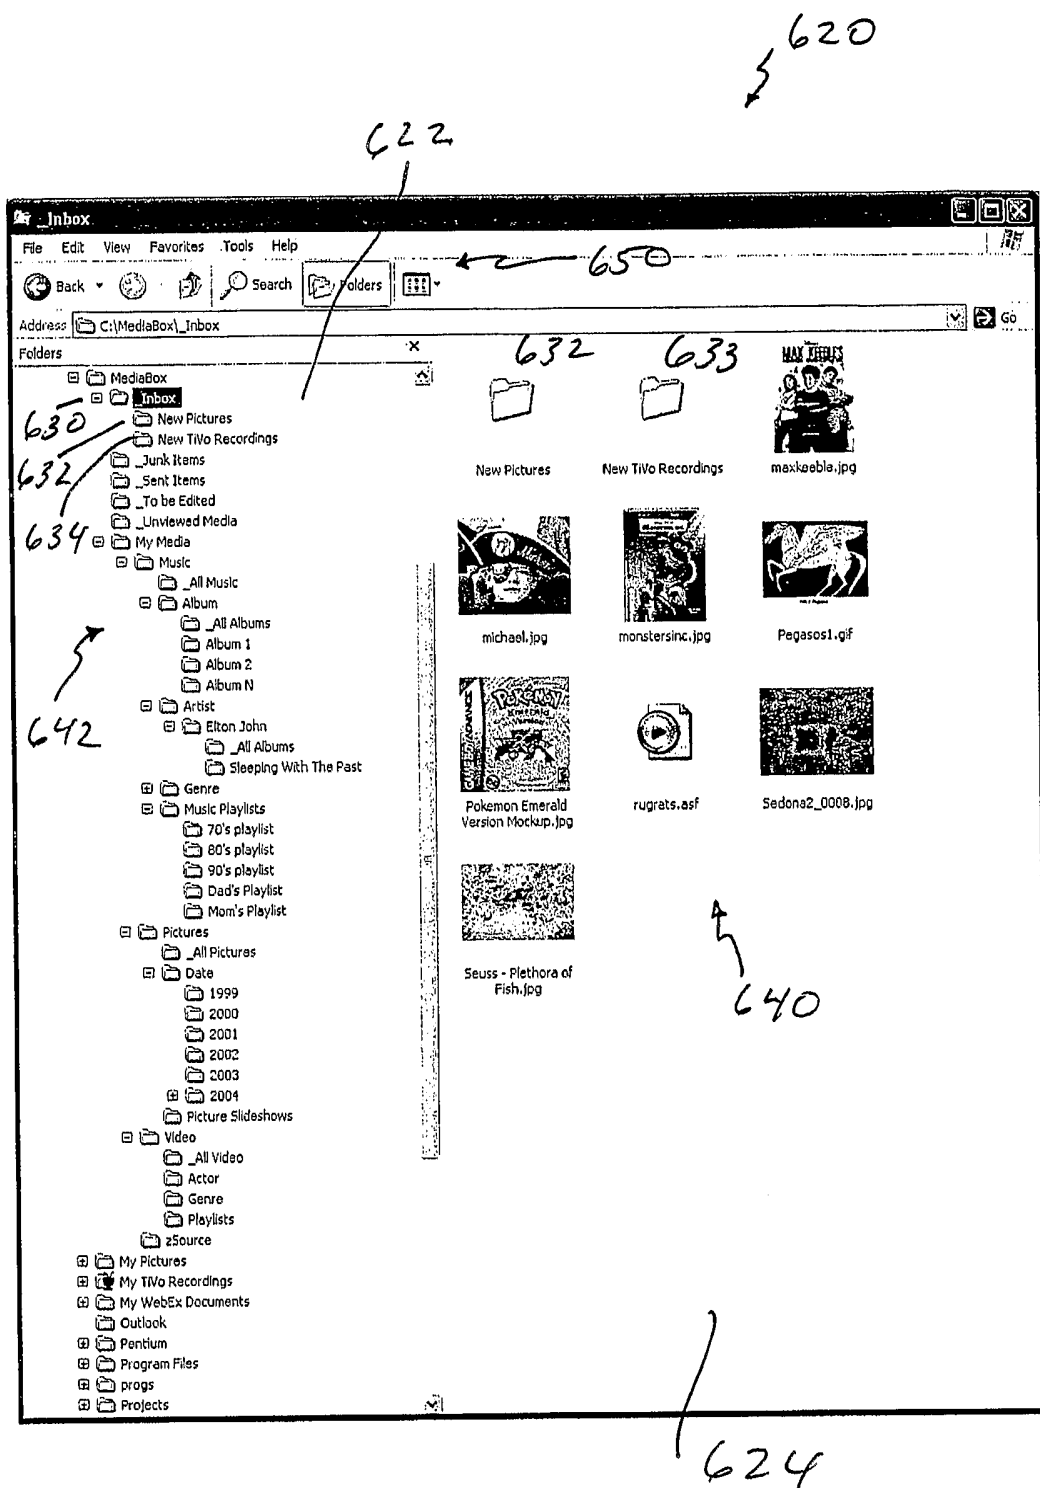 620
622
_Inbox
File Edit View Favorites Tools Help
650
Back Search Folders
Address C:\MediaBox\_Inbox Go
Folders
632 633
MAX KEEBLE'S
MediaBox
_Inbox
630
New Pictures
New TiVo Recordings
632
634
_Junk Items
_Sent Items
_To be Edited
_Unviewed Media
My Media
Music
_All Music
Album
_All Albums
Album 1
Album 2
Album N
642
Artist
Elton John
_All Albums
Sleeping With The Past
Genre
Music Playlists
70's playlist
80's playlist
90's playlist
Dad's Playlist
Mom's Playlist
Pictures
_All Pictures
Date
1999
2000
2001
2002
2003
2004
Picture Slideshows
Video
_All Video
Actor
Genre
Playlists
zSource
My Pictures
My TiVo Recordings
My WebEx Documents
Outlook
Pentium
Program Files
progs
Projects
New Pictures New TiVo Recordings maxkeeble.jpg
michael.jpg monstersinc.jpg Pegasos1.gif
POKéMON
Emerald
Version
Pokemon Emerald
Version Mockup.jpg
rugrats.asf
Sedona2_0008.jpg
Seuss - Plethora of
Fish.jpg
640
624